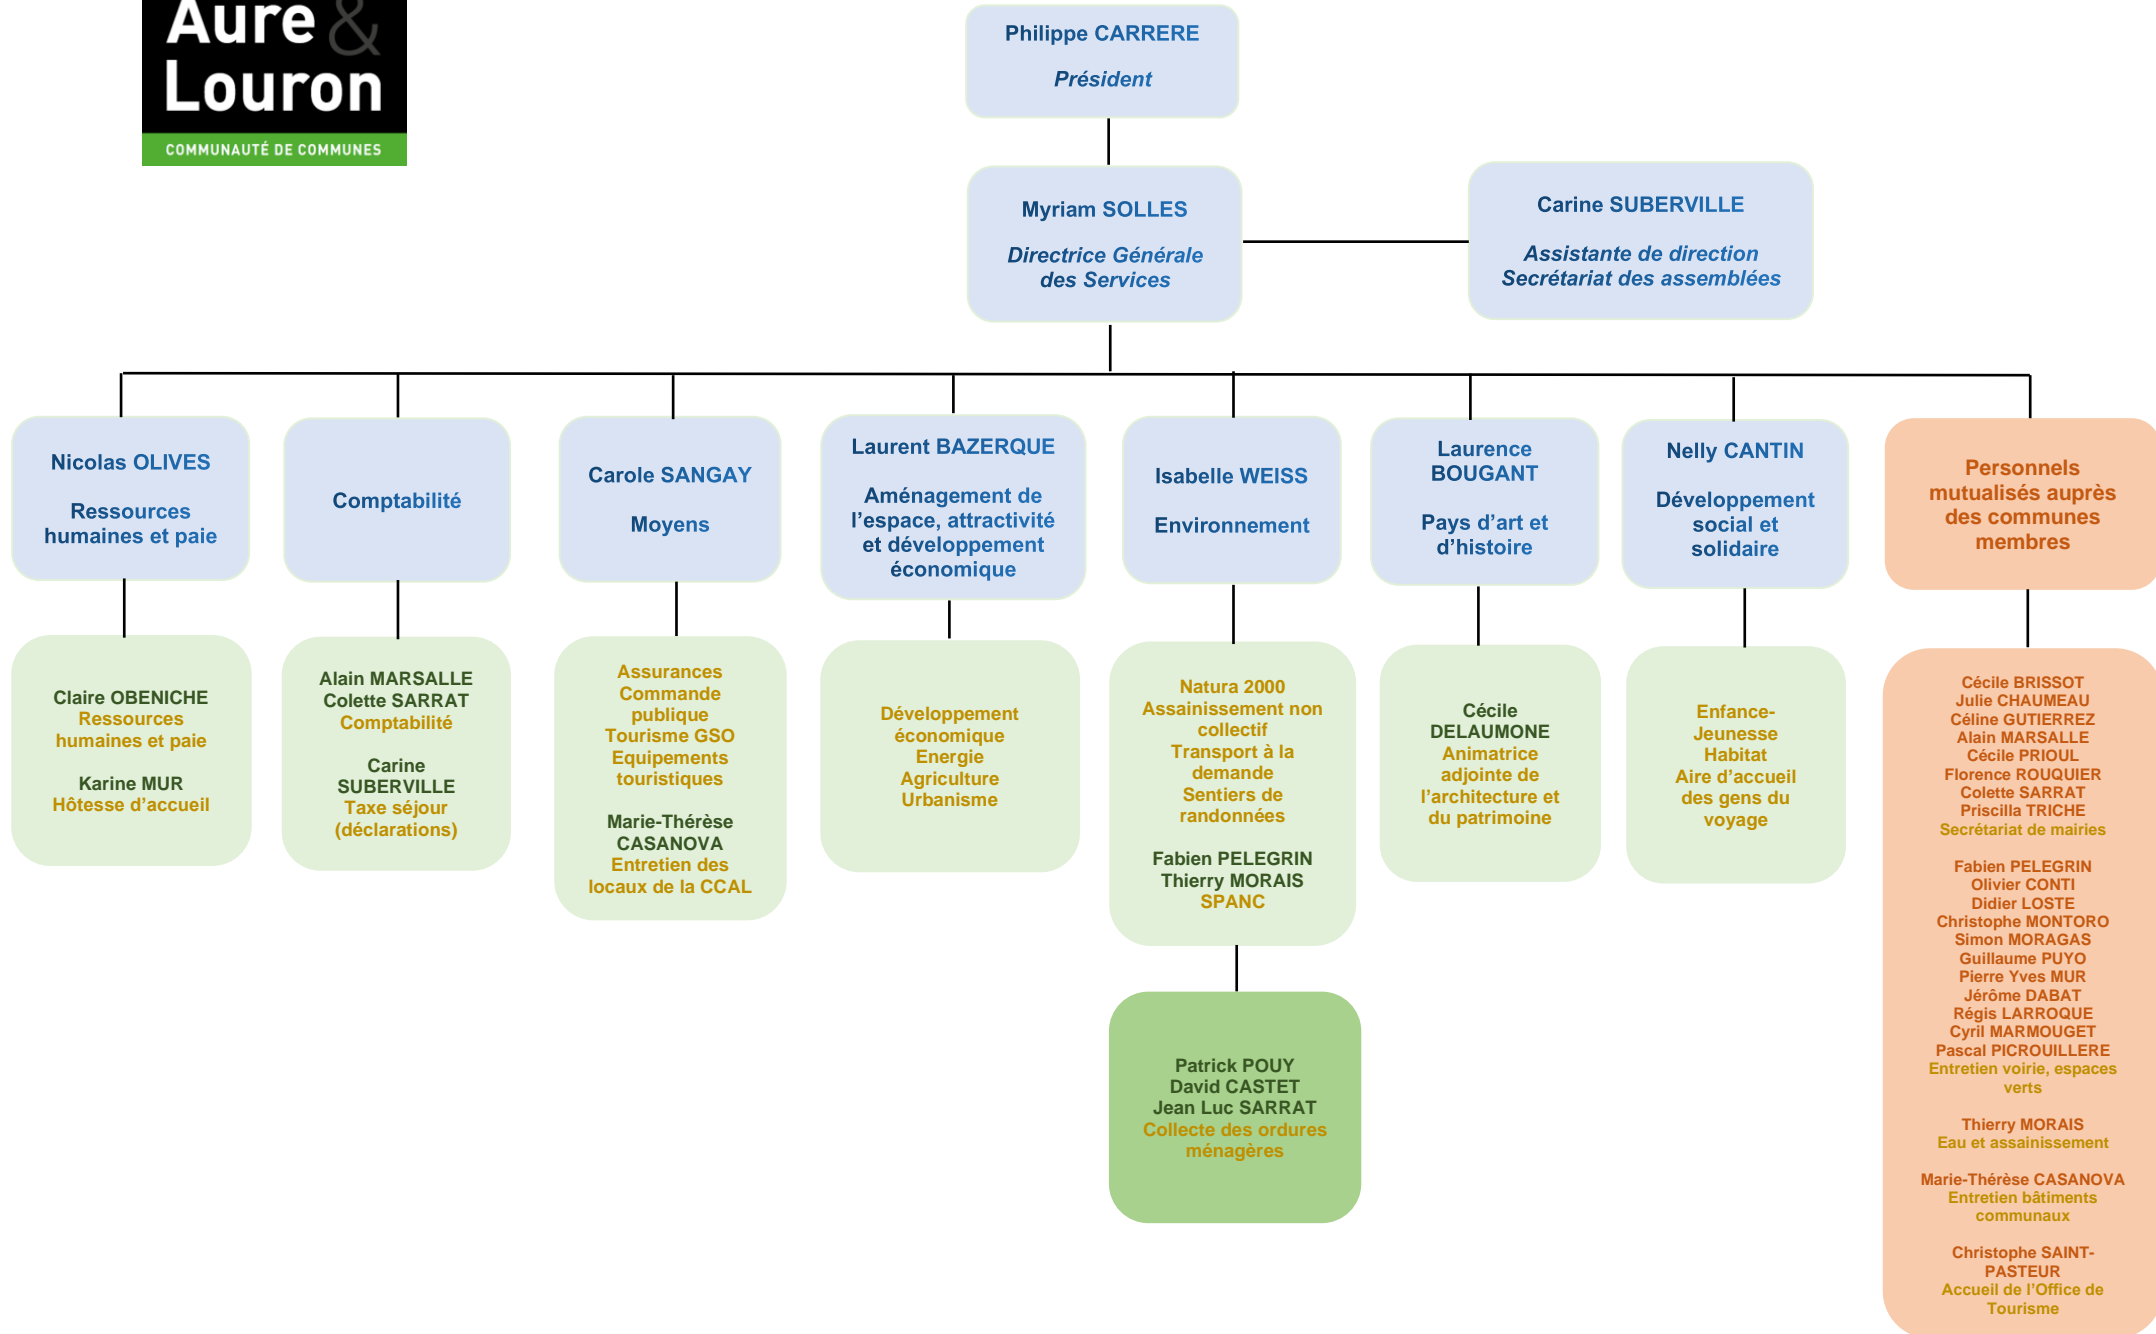 Aure &
Louron
COMMUNAUTÉ DE COMMUNES
Philippe CARRERE
Président
Myriam SOLLES
Directrice Générale
des Services
Carine SUBERVILLE
Assistante de direction
Secrétariat des assemblées
Nicolas OLIVES
Ressources
humaines et paie
Comptabilité
Carole SANGAY
Moyens
Laurent BAZERQUE
Aménagement de
l’espace, attractivité
et développement
économique
Isabelle WEISS
Environnement
Laurence
BOUGANT
Pays d’art et
d’histoire
Nelly CANTIN
Développement
social et
solidaire
Personnels
mutualisés auprès
des communes
membres
Claire OBENICHE
Ressources
humaines et paie
Karine MUR
Hôtesse d’accueil
Alain MARSALLE
Colette SARRAT
Comptabilité
Carine
SUBERVILLE
Taxe séjour
(déclarations)
Assurances
Commande
publique
Tourisme GSO
Equipements
touristiques
Marie-Thérèse
CASANOVA
Entretien des
locaux de la CCAL
Développement
économique
Energie
Agriculture
Urbanisme
Natura 2000
Assainissement non
collectif
Transport à la
demande
Sentiers de
randonnées
Fabien PELEGRIN
Thierry MORAIS
SPANC
Patrick POUY
David CASTET
Jean Luc SARRAT
Collecte des ordures
ménagères
Cécile
DELAUMONE
Animatrice
adjointe de
l’architecture et
du patrimoine
Enfance-
Jeunesse
Habitat
Aire d’accueil
des gens du
voyage
Cécile BRISSOT
Julie CHAUMEAU
Céline GUTIERREZ
Alain MARSALLE
Cécile PRIOUL
Florence ROUQUIER
Colette SARRAT
Priscilla TRICHE
Secrétariat de mairies
Fabien PELEGRIN
Olivier CONTI
Didier LOSTE
Christophe MONTORO
Simon MORAGAS
Guillaume PUYO
Pierre Yves MUR
Jérôme DABAT
Régis LARROQUE
Cyril MARMOUGET
Pascal PICROUILLERE
Entretien voirie, espaces
verts
Thierry MORAIS
Eau et assainissement
Marie-Thérèse CASANOVA
Entretien bâtiments
communaux
Christophe SAINT-
PASTEUR
Accueil de l’Office de
Tourisme